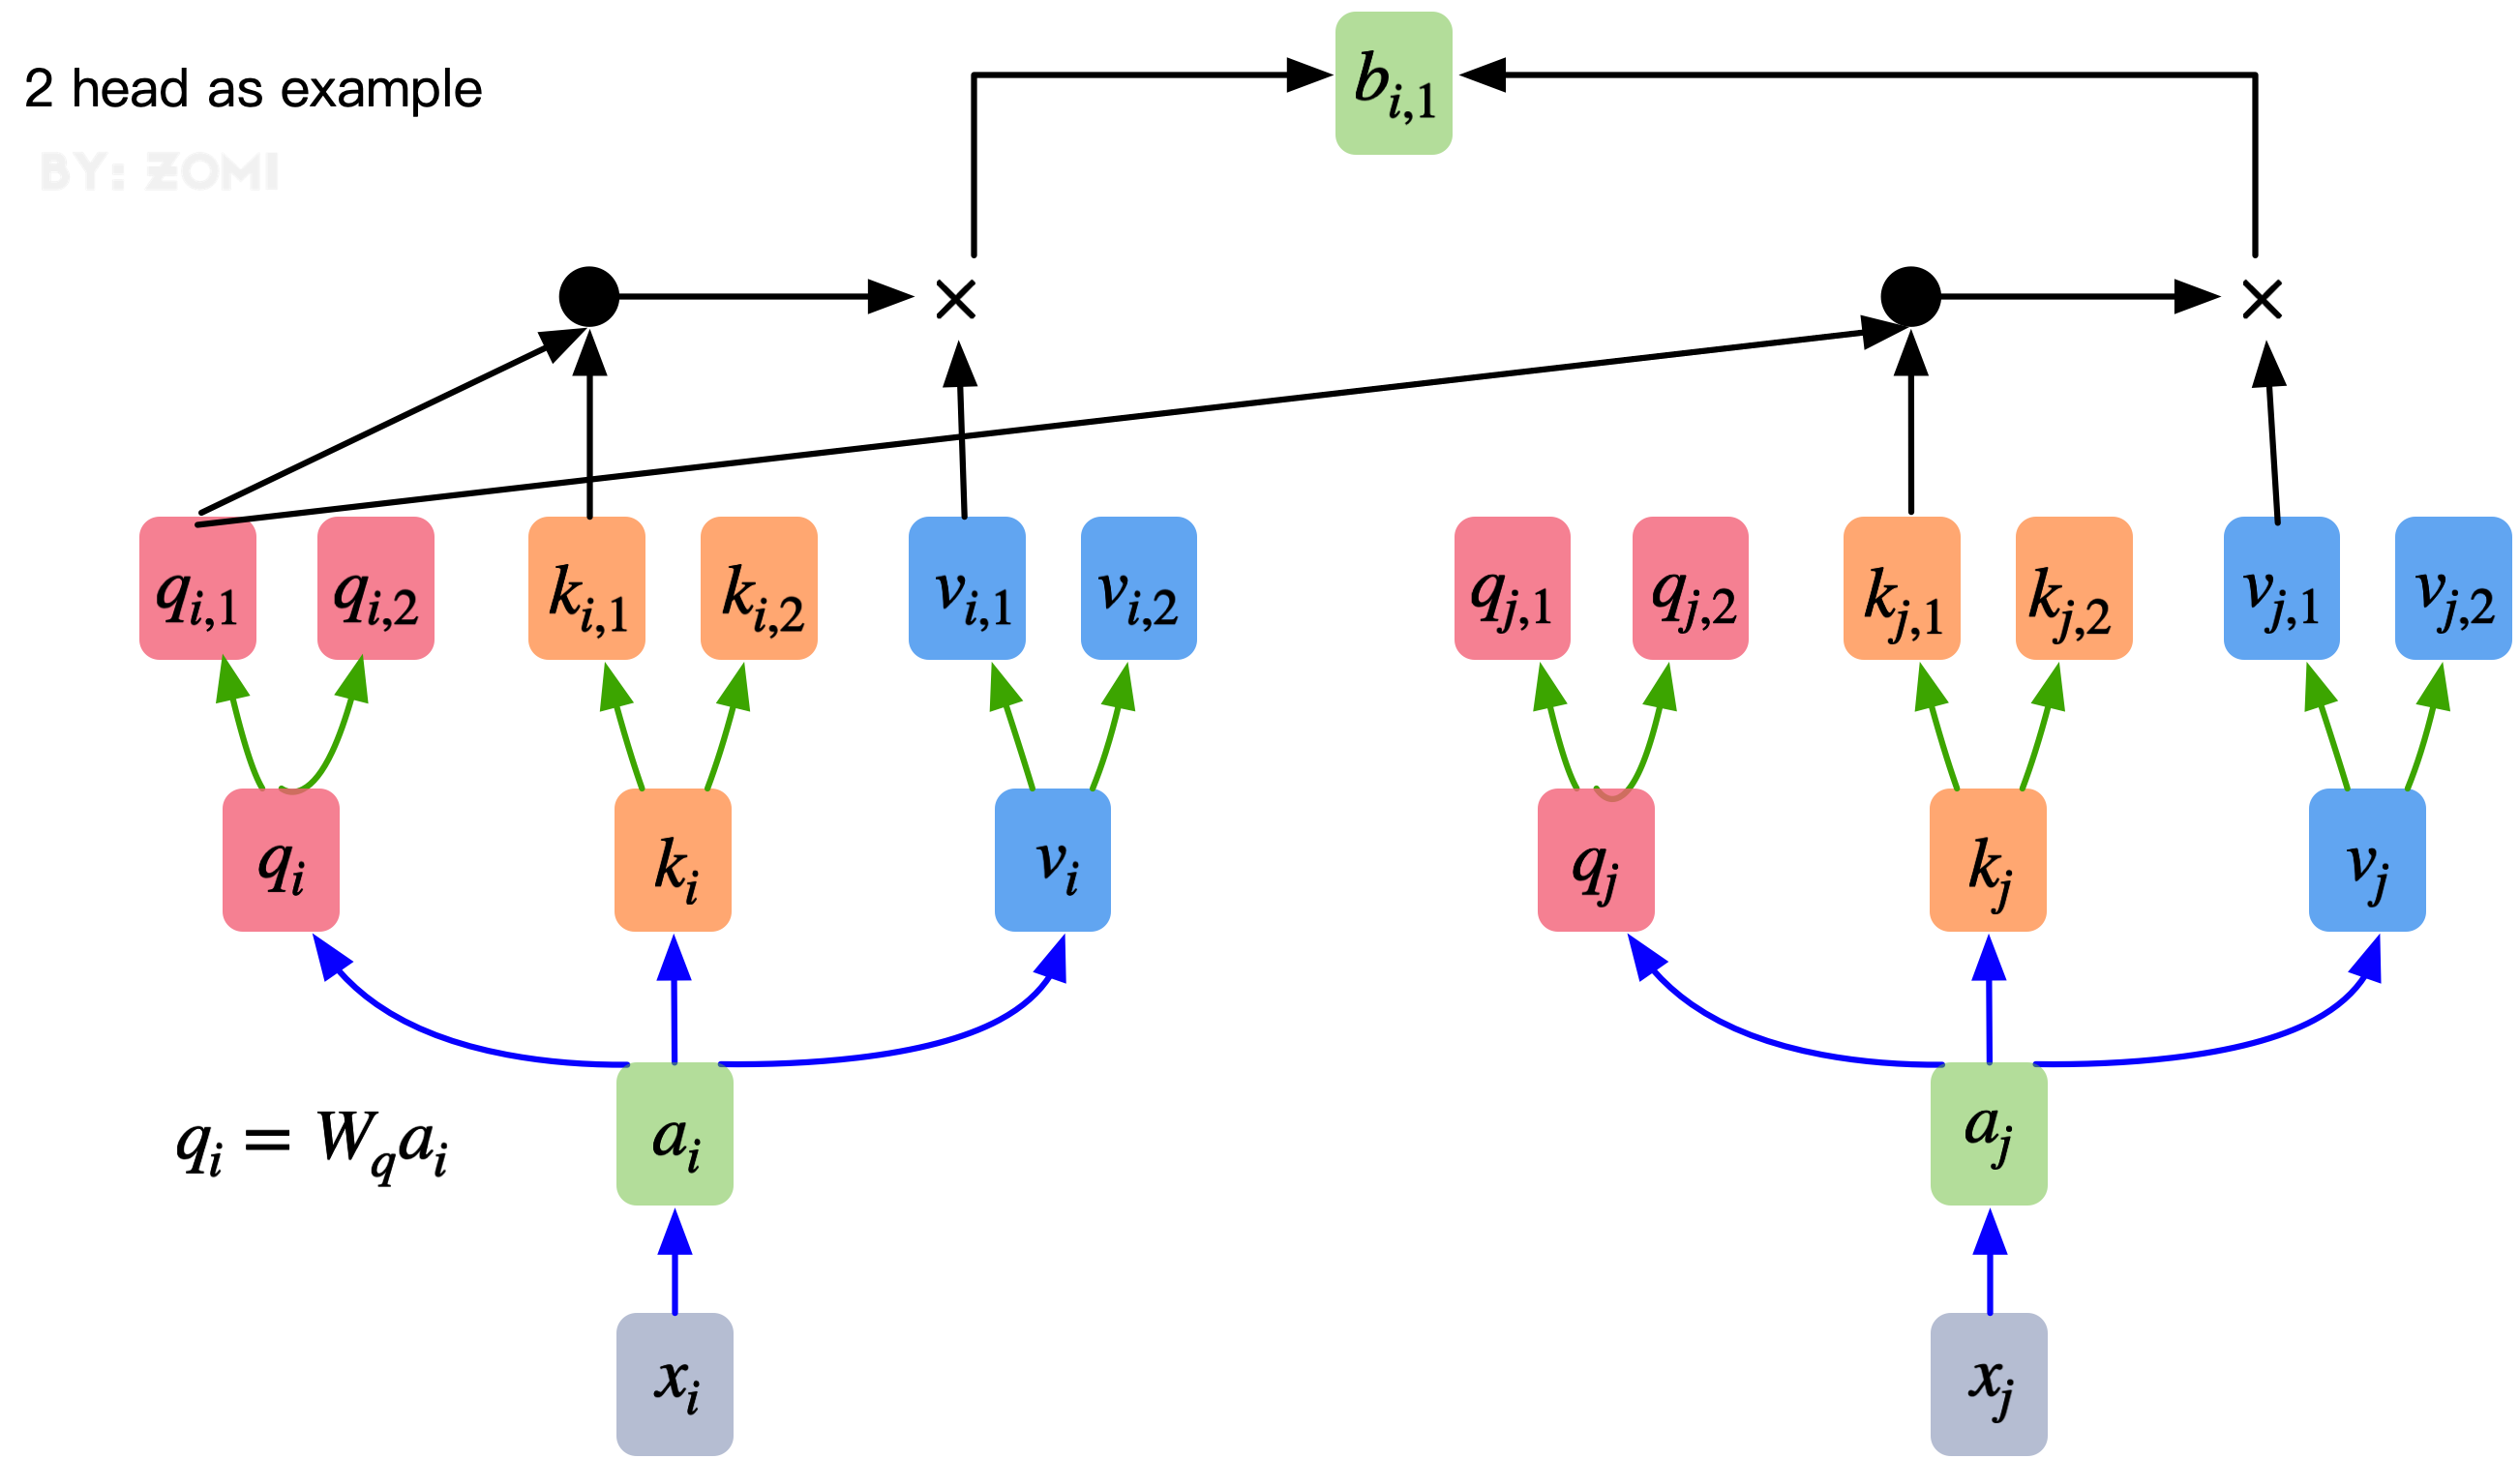 2 head as example
BY: ZOMI
b_{i,1}
q_{i,1} q_{i,2} k_{i,1} k_{i,2} v_{i,1} v_{i,2} q_{j,1} q_{j,2} k_{j,1} k_{j,2} v_{j,1} v_{j,2}
q_i k_i v_i q_j k_j v_j
q_i = W_q a_i
a_i a_j
x_i x_j